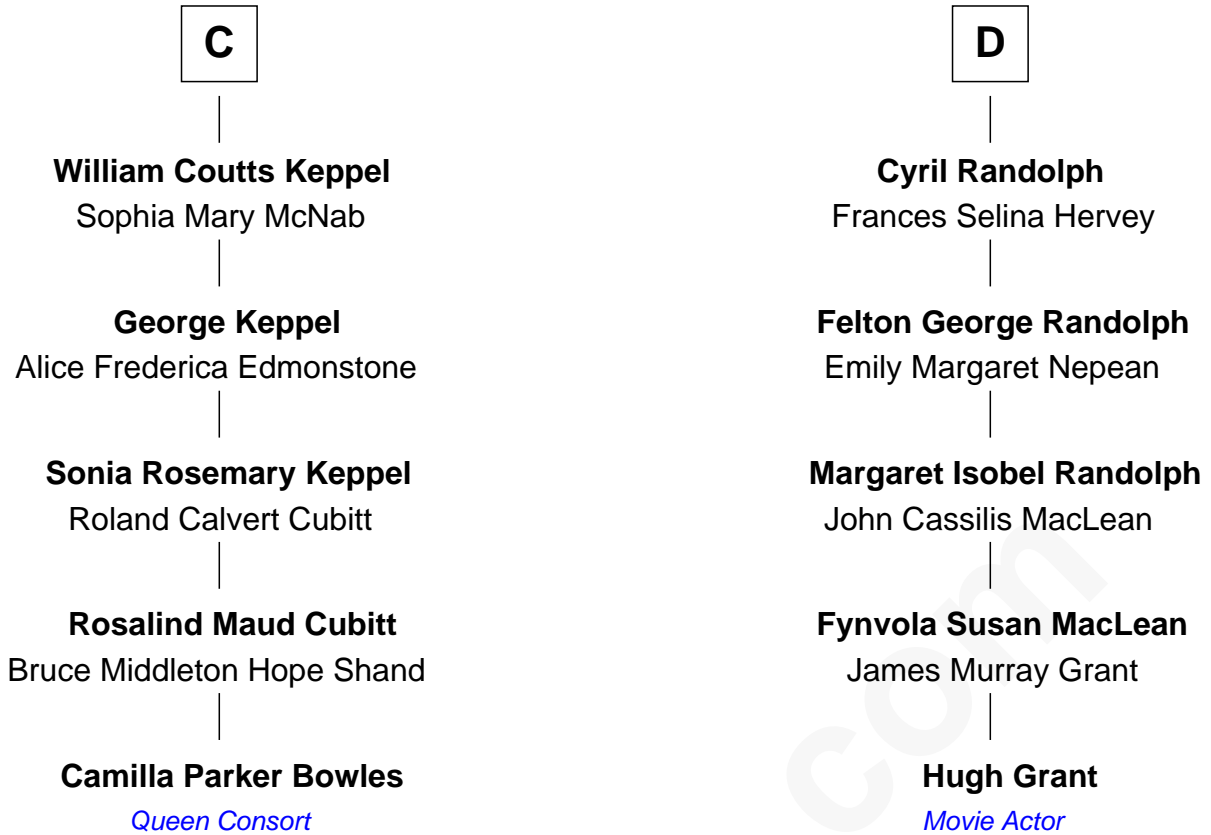 C
William Coutts Keppel
Sophia Mary McNab
George Keppel
Alice Frederica Edmonstone
Sonia Rosemary Keppel
Roland Calvert Cubitt
Rosalind Maud Cubitt
Bruce Middleton Hope Shand
Camilla Parker Bowles
Queen Consort
D
Cyril Randolph
Frances Selina Hervey
Felton George Randolph
Emily Margaret Nepean
Margaret Isobel Randolph
John Cassilis MacLean
Fynvola Susan MacLean
James Murray Grant
Hugh Grant
Movie Actor
com